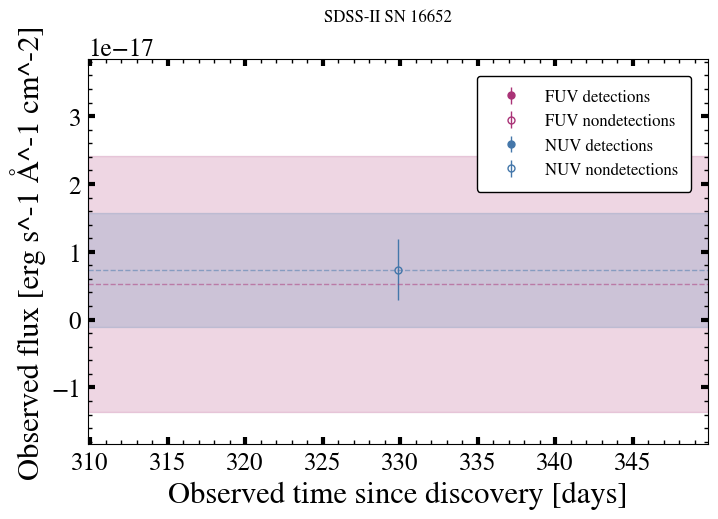 SDSS-II SN 16652
1e−17
Observed flux [erg s^-1 Å^-1 cm^-2]
3
2
1
0
−1
FUV detections
FUV nondetections
NUV detections
NUV nondetections
310 315 320 325 330 335 340 345
Observed time since discovery [days]